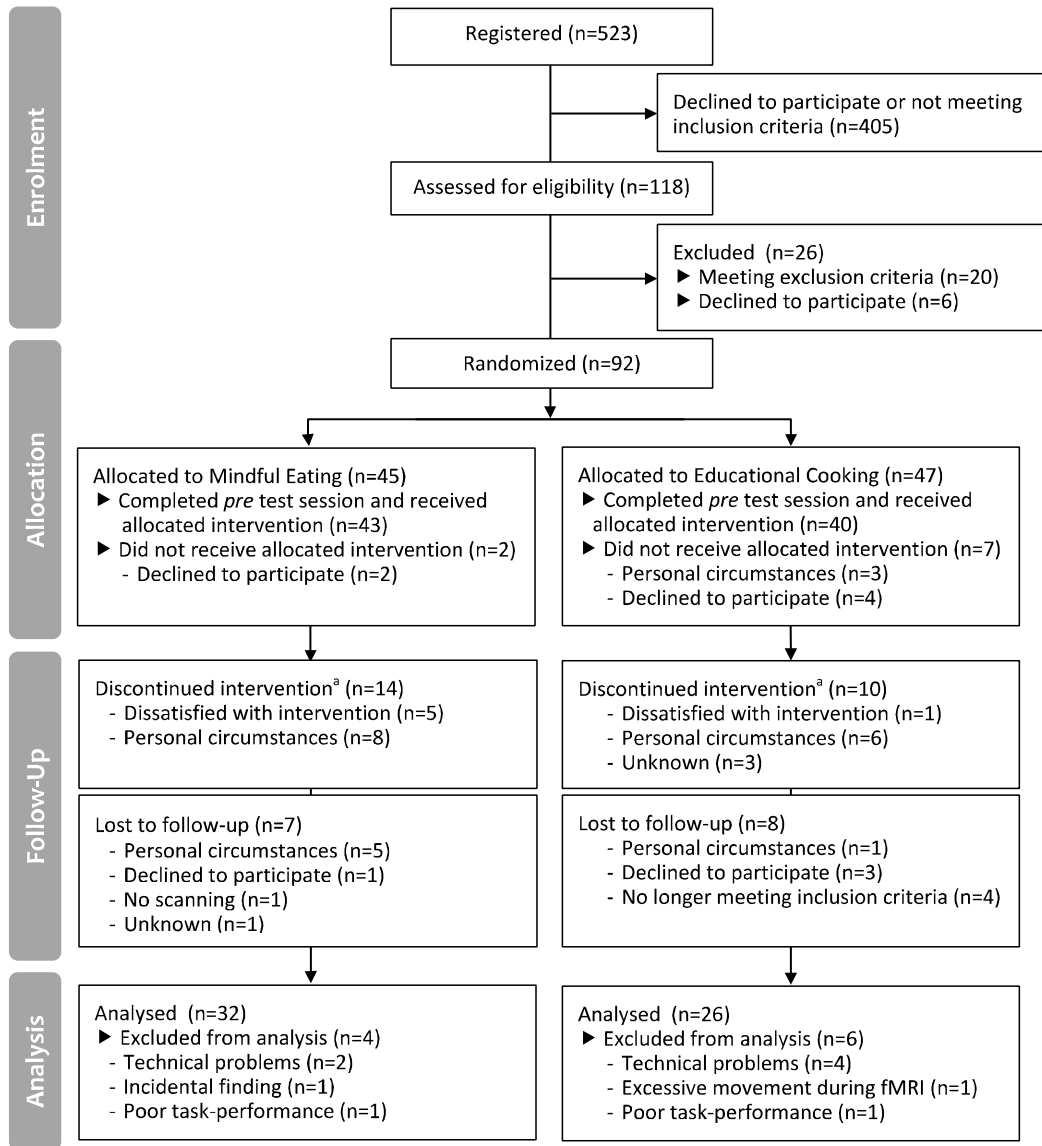 Enrolment
Registered (n=523)
Declined to participate or not meeting
inclusion criteria (n=405)
Assessed for eligibility (n=118)
Excluded (n=26)
► Meeting exclusion criteria (n=20)
► Declined to participate (n=6)
Allocation
Randomized (n=92)
Allocated to Mindful Eating (n=45)
► Completed pre test session and received
allocated intervention (n=43)
► Did not receive allocated intervention (n=2)
- Declined to participate (n=2)
Allocated to Educational Cooking (n=47)
► Completed pre test session and received
allocated intervention (n=40)
► Did not receive allocated intervention (n=7)
- Personal circumstances (n=3)
- Declined to participate (n=4)
Follow-Up
Discontinued interventionᵃ (n=14)
- Dissatisfied with intervention (n=5)
- Personal circumstances (n=8)
Discontinued interventionᵃ (n=10)
- Dissatisfied with intervention (n=1)
- Personal circumstances (n=6)
- Unknown (n=3)
Lost to follow-up (n=7)
- Personal circumstances (n=5)
- Declined to participate (n=1)
- No scanning (n=1)
- Unknown (n=1)
Lost to follow-up (n=8)
- Personal circumstances (n=1)
- Declined to participate (n=3)
- No longer meeting inclusion criteria (n=4)
Analysis
Analysed (n=32)
► Excluded from analysis (n=4)
- Technical problems (n=2)
- Incidental finding (n=1)
- Poor task-performance (n=1)
Analysed (n=26)
► Excluded from analysis (n=6)
- Technical problems (n=4)
- Excessive movement during fMRI (n=1)
- Poor task-performance (n=1)